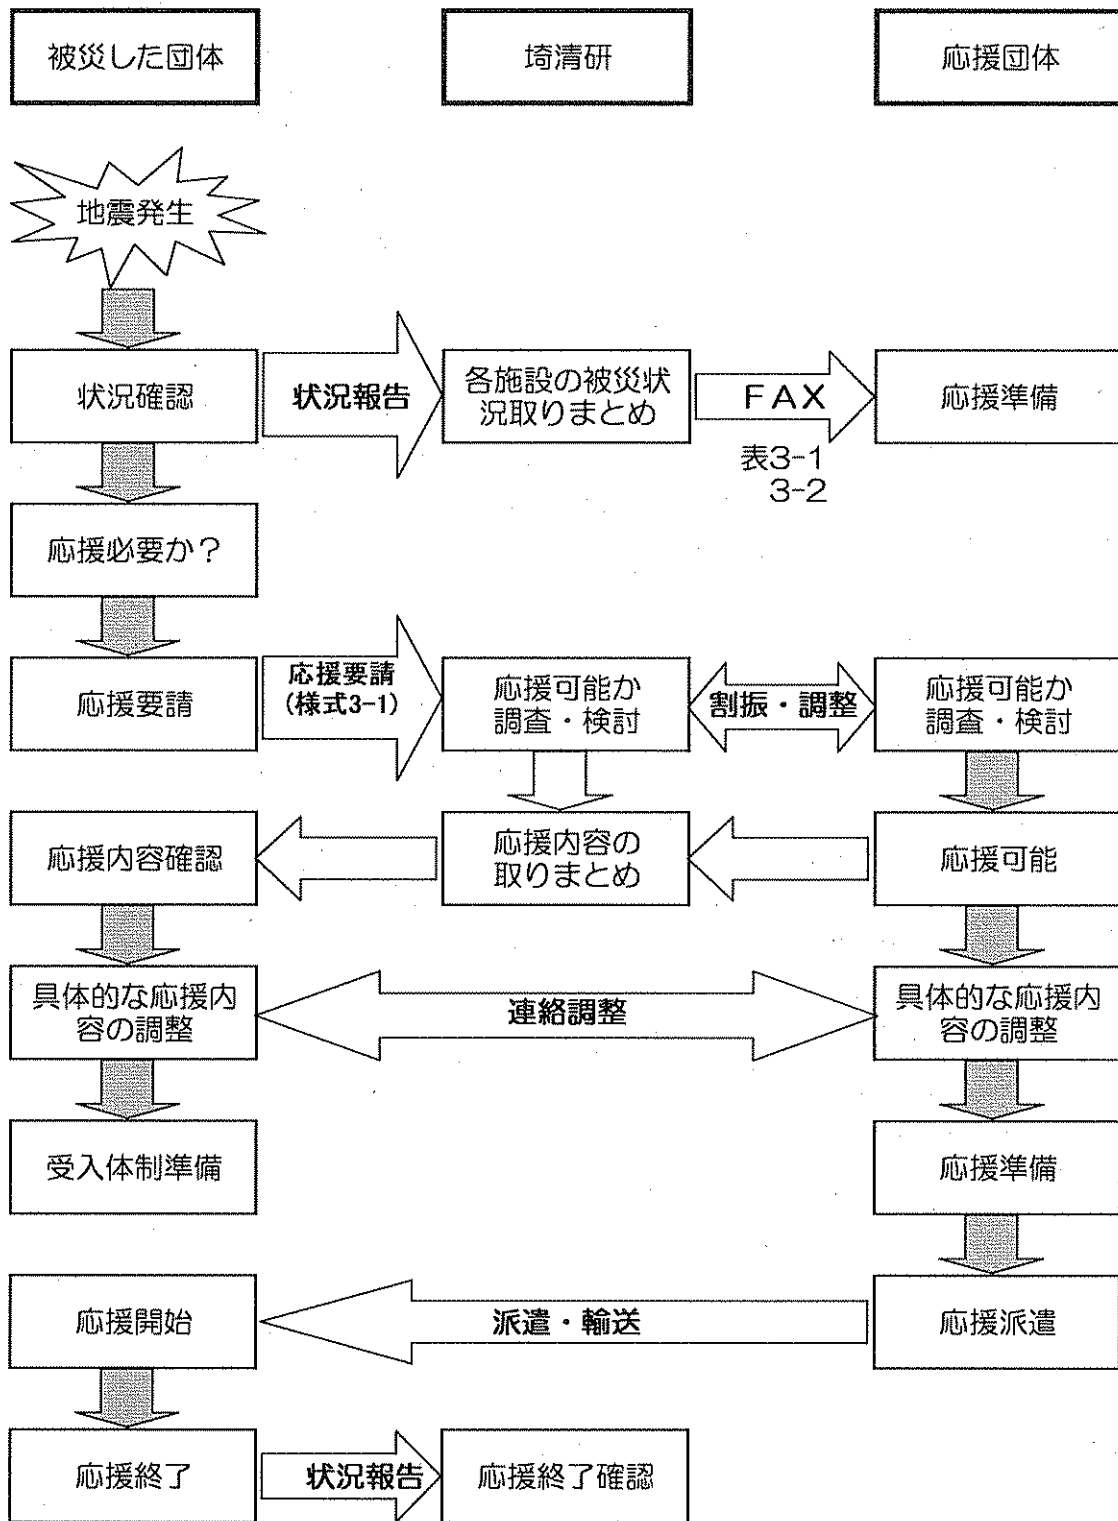 被災した団体
埼清研
応援団体
地震発生
状況確認
状況報告
各施設の被災状
況取りまとめ
FAX
表3-1
3-2
応援準備
応援必要か？
応援要請
応援要請
(様式3-1)
応援可能か
調査・検討
割振・調整
応援可能か
調査・検討
応援内容確認
応援内容の
取りまとめ
応援可能
具体的な応援内
容の調整
連絡調整
具体的な応援内
容の調整
受入体制準備
応援準備
応援開始
派遣・輸送
応援派遣
応援終了
状況報告
応援終了確認